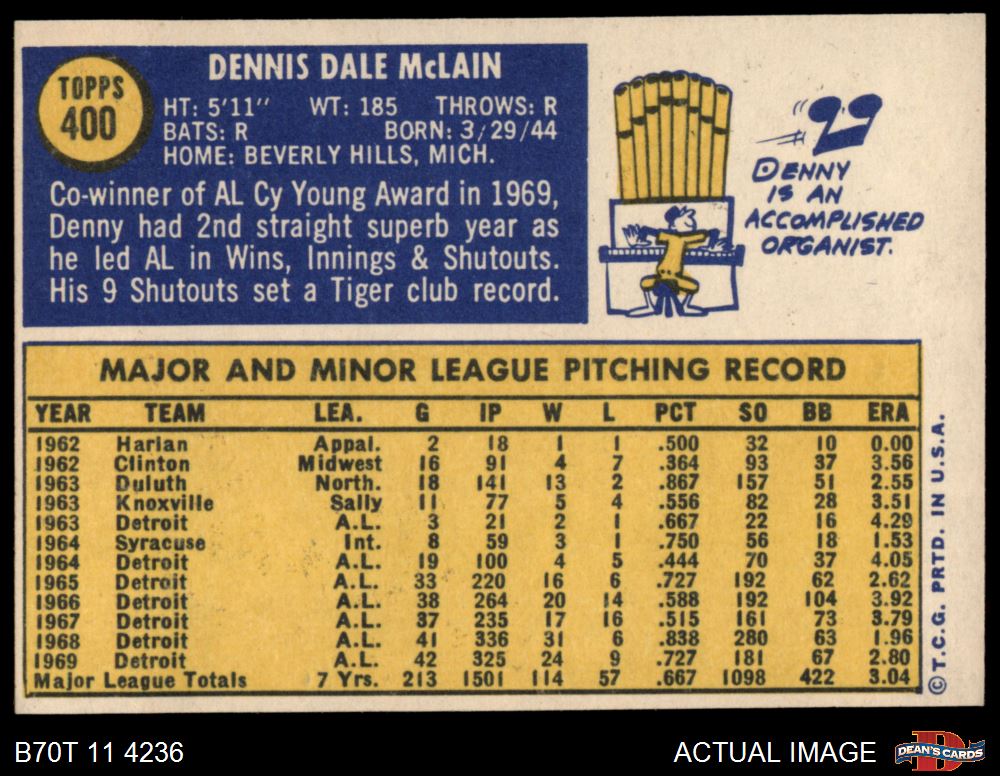 TOPPS
400
DENNIS DALE McLAIN
HT: 5'11" WT: 185 THROWS: R
BATS: R BORN: 3/29/44
HOME: BEVERLY HILLS, MICH.
Co-winner of AL Cy Young Award in 1969,
Denny had 2nd straight superb year as
he led AL in Wins, Innings & Shutouts.
His 9 Shutouts set a Tiger club record.
DENNY
IS AN
ACCOMPLISHED
ORGANIST.
MAJOR AND MINOR LEAGUE PITCHING RECORD
YEAR TEAM LEA. G IP W L PCT SO BB ERA
1962 Harlan Appal. 2 18 1 1 .500 32 10 0.00
1962 Clinton Midwest 16 91 4 7 .364 93 37 3.56
1963 Duluth North. 18 141 13 2 .867 157 51 2.55
1963 Knoxville Sally 11 77 5 4 .556 82 28 3.51
1963 Detroit A.L. 3 21 2 1 .667 22 16 4.29
1964 Syracuse Int. 8 59 3 1 .750 56 18 1.53
1964 Detroit A.L. 19 100 4 5 .444 70 37 4.05
1965 Detroit A.L. 33 220 16 6 .727 192 62 2.62
1966 Detroit A.L. 38 264 20 14 .588 192 104 3.92
1967 Detroit A.L. 37 235 17 16 .515 161 73 3.79
1968 Detroit A.L. 41 336 31 6 .838 280 63 1.96
1969 Detroit A.L. 42 325 24 9 .727 181 67 2.80
Major League Totals 7 Yrs. 213 1501 114 57 .667 1098 422 3.04
©T.C.G. PRTD. IN U.S.A.
B70T 11 4236
ACTUAL IMAGE
DEAN'S CARDS